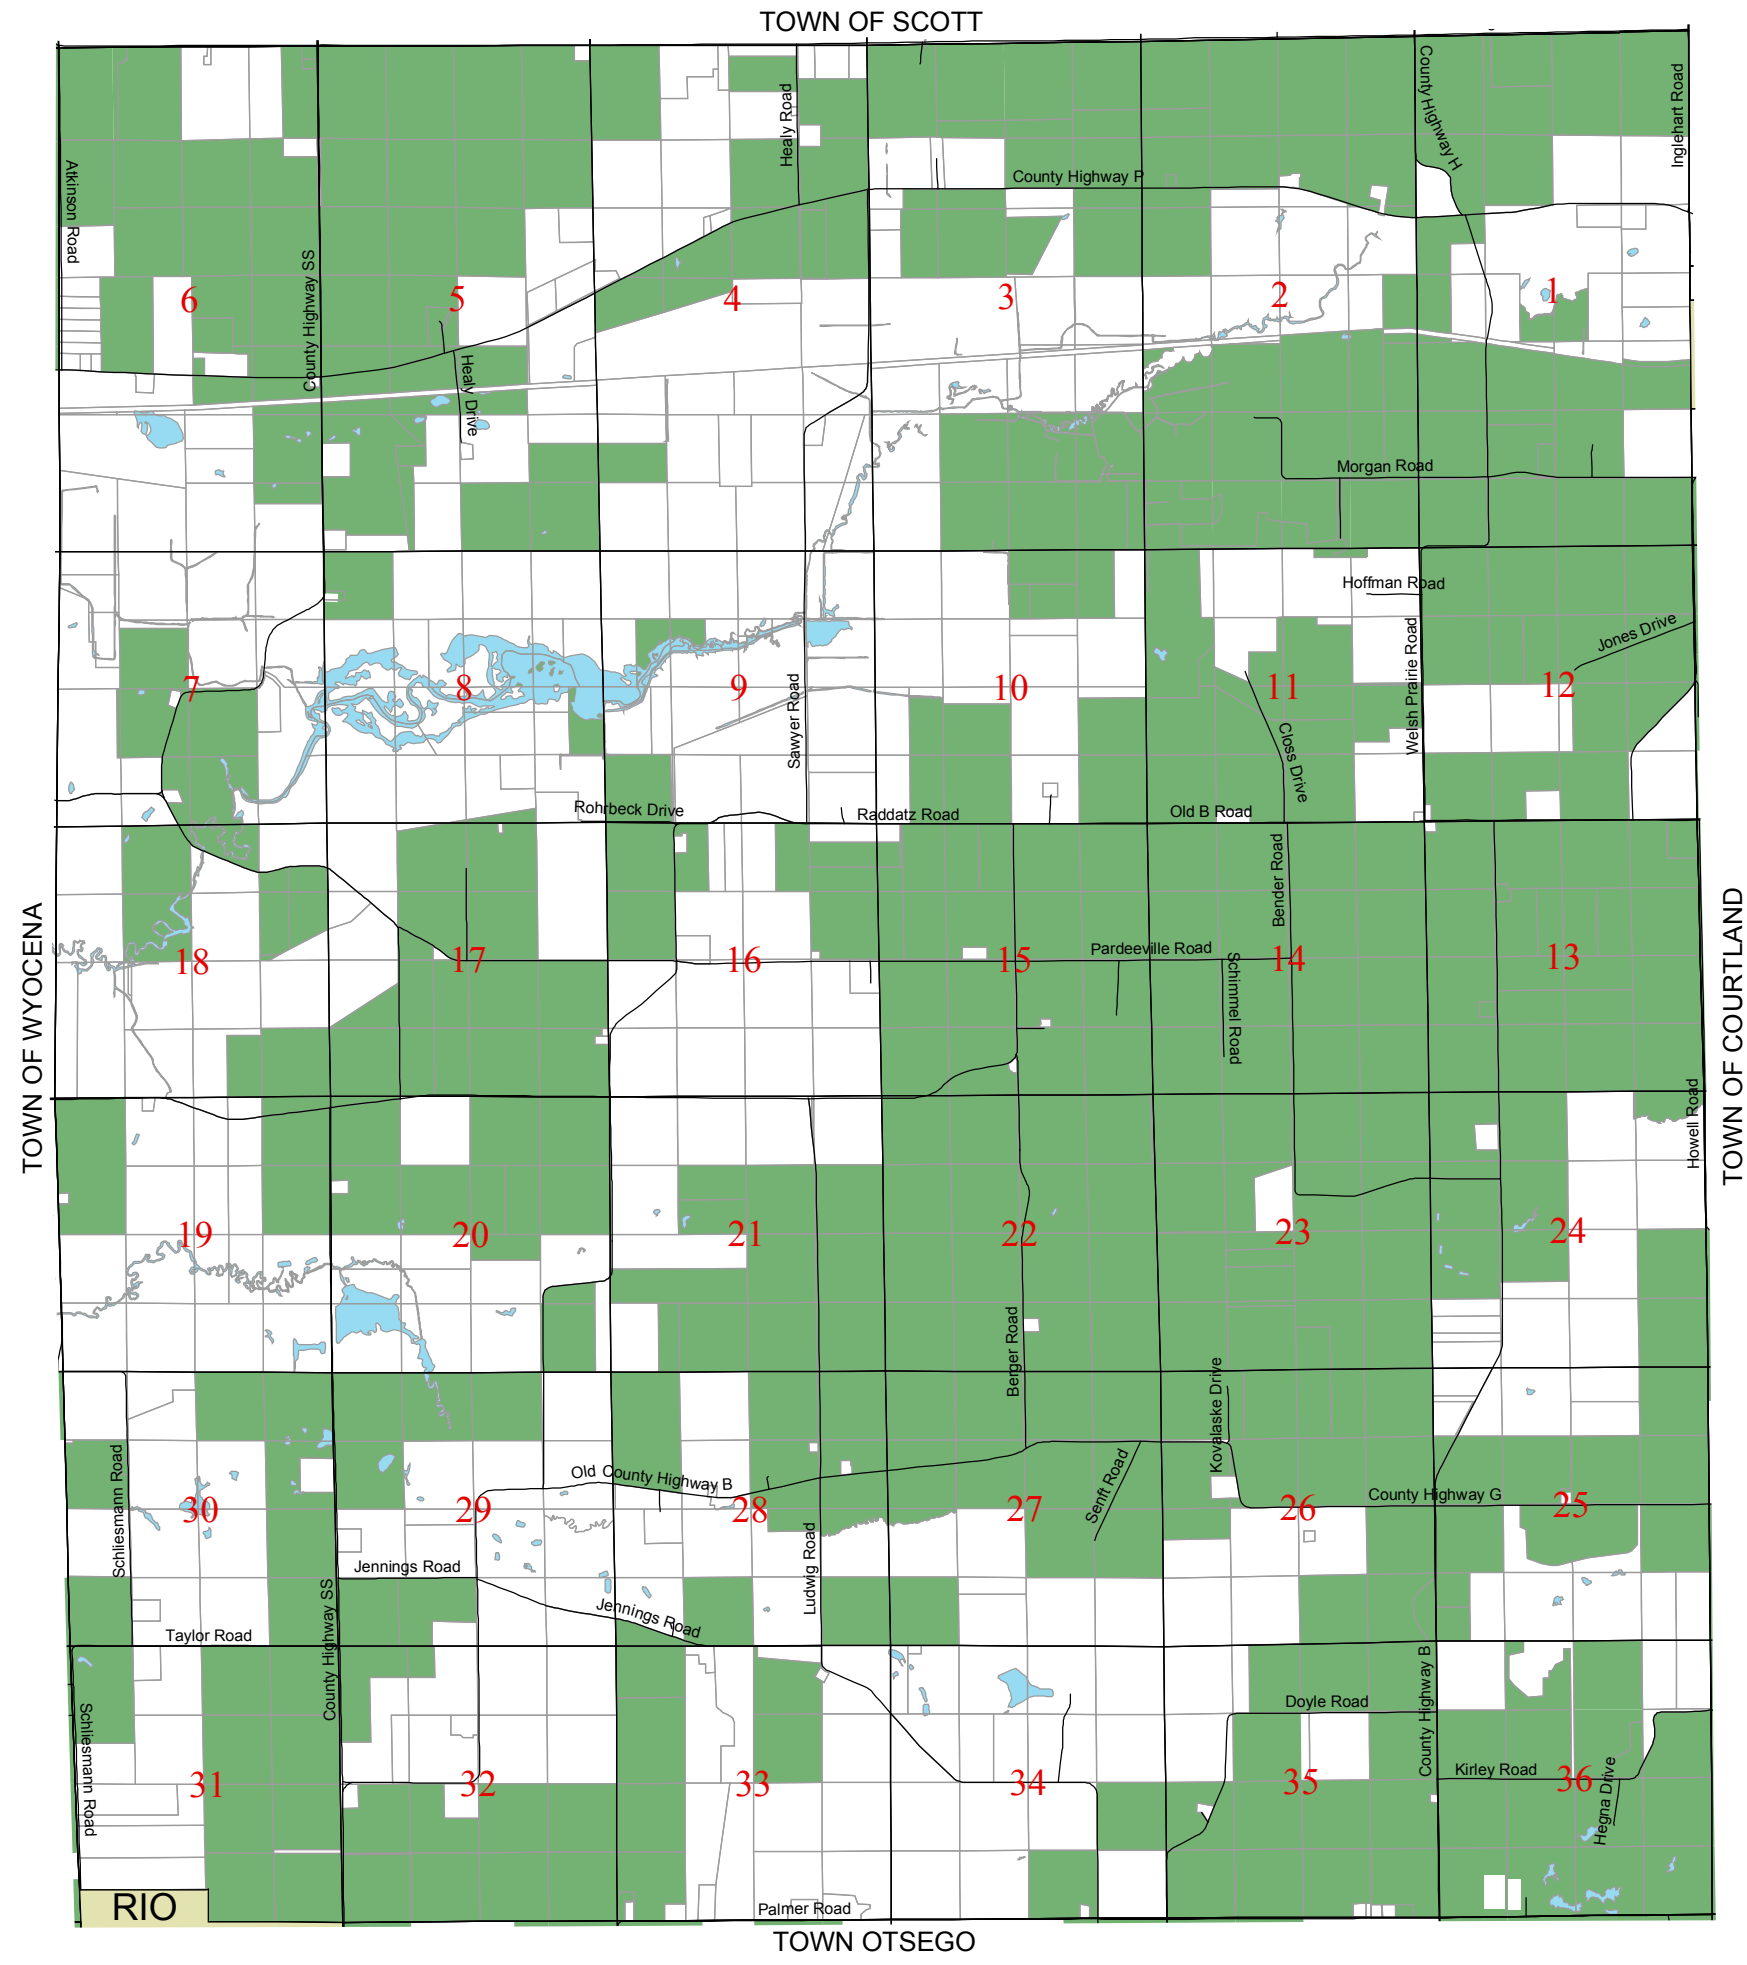 TOWN OF SCOTT
County Highway H
Inglehart Road
Healy Road
Atkinson Road
County Highway P
County Highway SS
6
5
4
3
2
1
Healy Drive
Morgan Road
Hoffman Road
Jones Drive
Welsh Prairie Road
7
8
9
10
11
12
Sawyer Road
Closs Drive
Rohrbeck Drive
Raddatz Road
Old B Road
Bender Road
TOWN OF WYOCENA
TOWN OF COURTLAND
Pardeeville Road
18
17
16
15
14
13
Schimmel Road
Howell Road
19
20
21
22
23
24
Berger Road
Kovalaske Drive
Schliesmann Road
Old County Highway B
Senft Road
County Highway G
30
29
28
27
26
25
Jennings Road
Ludwig Road
Jennings Road
Taylor Road
County Highway SS
County Highway B
Doyle Road
Schliesmann Road
Kirley Road
Hegna Drive
31
32
33
34
35
36
RIO
Palmer Road
TOWN OTSEGO